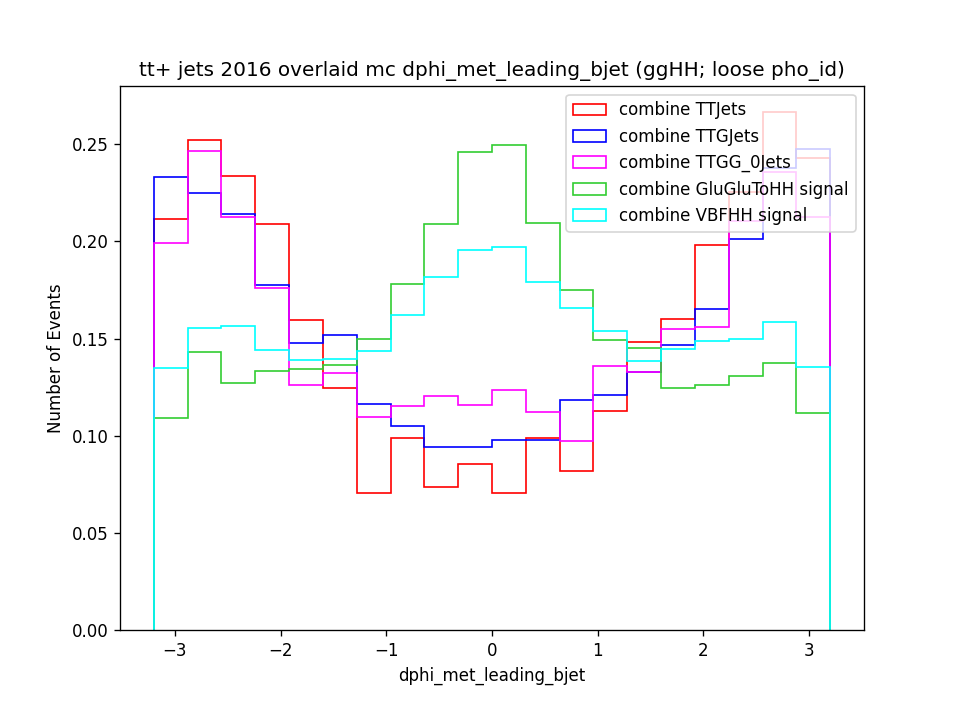 tt+ jets 2016 overlaid mc dphi_met_leading_bjet (ggHH; loose pho_id)
combine TTJets
combine TTGJets
combine TTGG_0Jets
combine GluGluToHH signal
combine VBFHH signal
Number of Events
0.25
0.20
0.15
0.10
0.05
0.00
−3
−2
−1
0
1
2
3
dphi_met_leading_bjet